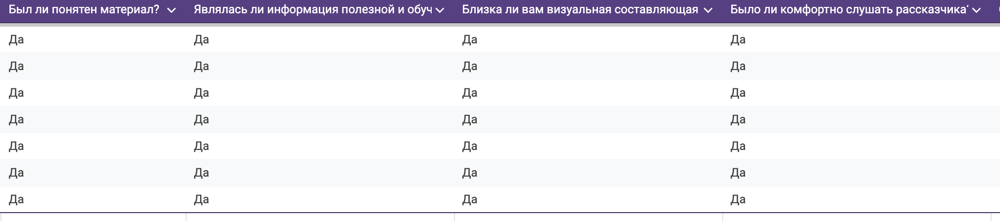 Был ли понятен материал? Являлась ли информация полезной и обуч Близка ли вам визуальная составляющая Было ли комфортно слушать рассказчика?
Да Да Да Да
Да Да Да Да
Да Да Да Да
Да Да Да Да
Да Да Да Да
Да Да Да Да
Да Да Да Да